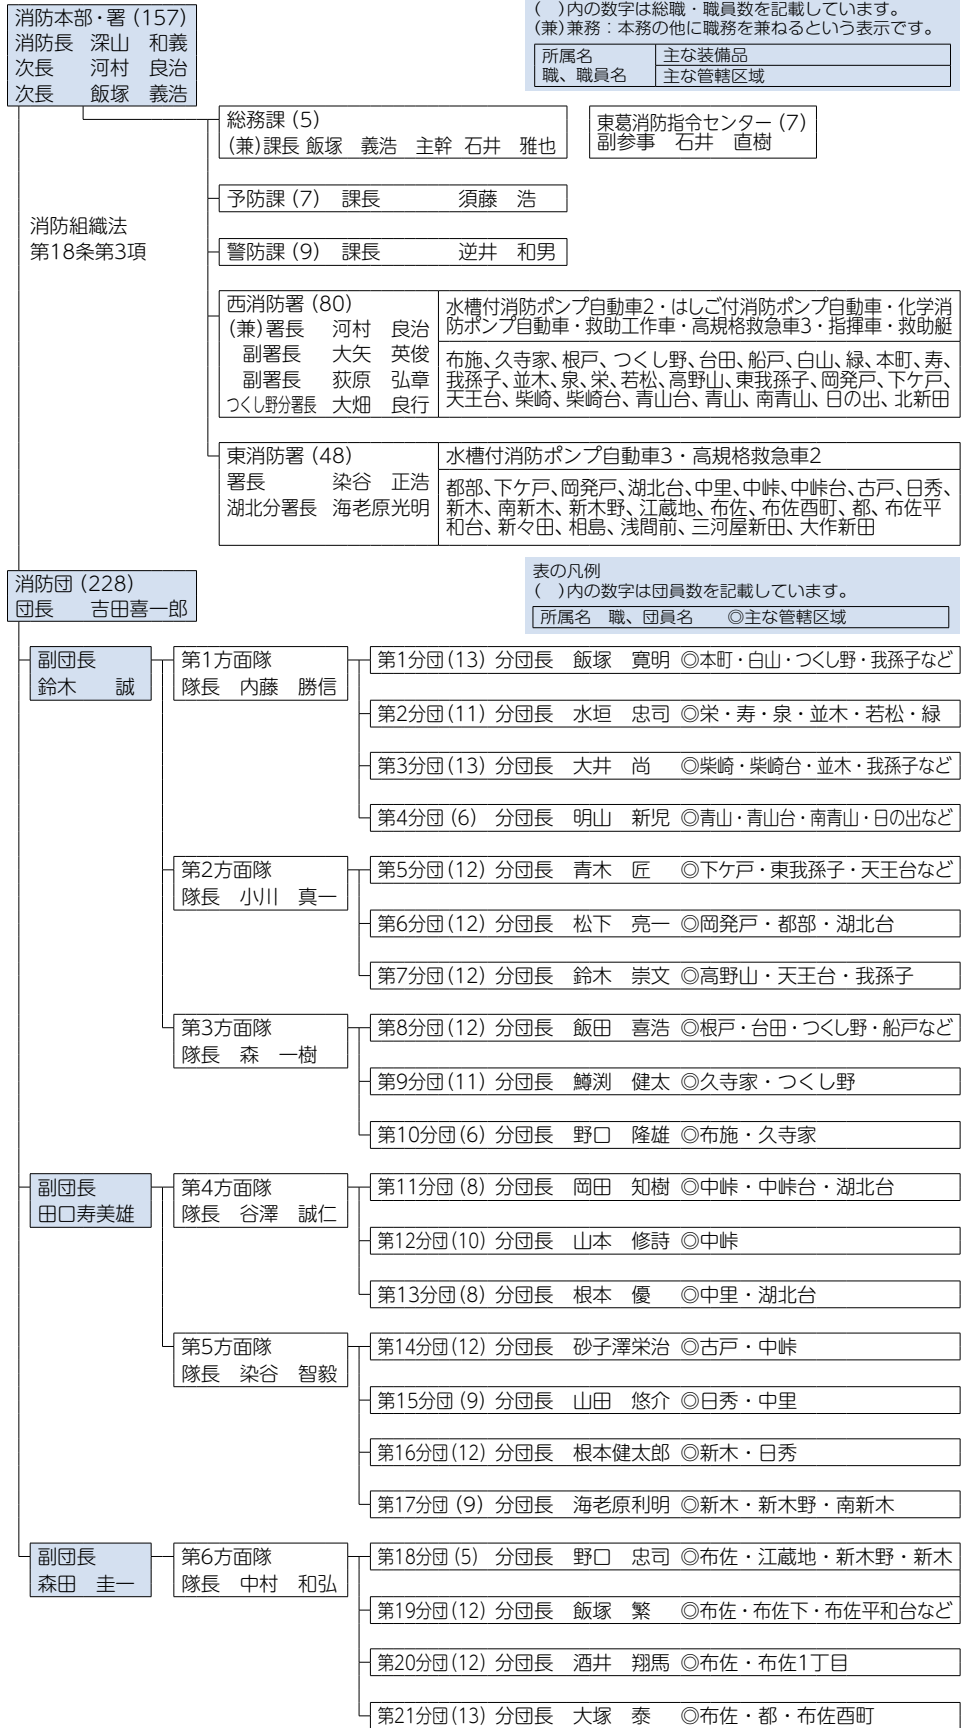 消防本部・署 (157)
消防長　深山　和義
次長　　河村　良治
次長　　飯塚　義浩
(　)内の数字は総職・職員数を記載しています。
(兼)兼務：本務の他に職務を兼ねるという表示です。
所属名　主な装備品
職、職員名　主な管轄区域
総務課 (5)
(兼)課長 飯塚　義浩　主幹 石井　雅也
東葛消防指令センター (7)
副参事　石井　直樹
予防課 (7)　課長　　　　須藤　浩
消防組織法
第18条第3項
警防課 (9)　課長　　　　逆井　和男
西消防署 (80)
(兼)署長　　河村　良治
副署長　　大矢　英俊
副署長　　荻原　弘章
つくし野分署長　大畑　良行
水槽付消防ポンプ自動車2・はしご付消防ポンプ自動車・化学消
防ポンプ自動車・救助工作車・高規格救急車3・指揮車・救助艇
布施、久寺家、根戸、つくし野、台田、船戸、白山、緑、本町、寿、
我孫子、並木、泉、栄、若松、高野山、東我孫子、岡発戸、下ケ戸、
天王台、柴崎、柴崎台、青山台、青山、南青山、日の出、北新田
東消防署 (48)
署長　　　　染谷　正浩
湖北分署長　海老原光明
水槽付消防ポンプ自動車3・高規格救急車2
都部、下ケ戸、岡発戸、湖北台、中里、中峠、中峠台、古戸、日秀、
新木、南新木、新木野、江蔵地、布佐、布佐酉町、都、布佐平
和台、新々田、相島、浅間前、三河屋新田、大作新田
消防団 (228)
団長　　吉田喜一郎
表の凡例
(　)内の数字は団員数を記載しています。
所属名　職、団員名　　◎主な管轄区域
副団長
鈴木　　誠
第1方面隊
隊長　内藤　勝信
第1分団(13) 分団長　飯塚　寛明 ◎本町・白山・つくし野・我孫子など
第2分団(11) 分団長　水垣　忠司 ◎栄・寿・泉・並木・若松・緑
第3分団(13) 分団長　大井　尚　 ◎柴崎・柴崎台・並木・我孫子など
第4分団 (6)　分団長　明山　新児 ◎青山・青山台・南青山・日の出など
第2方面隊
隊長　小川　真一
第5分団(12) 分団長　青木　匠　 ◎下ケ戸・東我孫子・天王台など
第6分団(12) 分団長　松下　亮一 ◎岡発戸・都部・湖北台
第7分団(12) 分団長　鈴木　崇文 ◎高野山・天王台・我孫子
第3方面隊
隊長　森　一樹
第8分団(12) 分団長　飯田　喜浩 ◎根戸・台田・つくし野・船戸など
第9分団(11) 分団長　鱒渕　健太 ◎久寺家・つくし野
第10分団(6) 分団長　野口　隆雄 ◎布施・久寺家
副団長
田口寿美雄
第4方面隊
隊長　谷澤　誠仁
第11分団 (8) 分団長　岡田　知樹 ◎中峠・中峠台・湖北台
第12分団(10) 分団長　山本　修詩 ◎中峠
第13分団(8) 分団長　根本　優　 ◎中里・湖北台
第5方面隊
隊長　染谷　智毅
第14分団(12) 分団長　砂子澤栄治 ◎古戸・中峠
第15分団 (9) 分団長　山田　悠介 ◎日秀・中里
第16分団(12) 分団長　根本健太郎 ◎新木・日秀
第17分団 (9) 分団長　海老原利明 ◎新木・新木野・南新木
副団長
森田　圭一
第6方面隊
隊長　中村　和弘
第18分団 (5)　分団長　野口　忠司 ◎布佐・江蔵地・新木野・新木
第19分団(12) 分団長　飯塚　繁　 ◎布佐・布佐下・布佐平和台など
第20分団(12) 分団長　酒井　翔馬 ◎布佐・布佐1丁目
第21分団(13) 分団長　大塚　泰　 ◎布佐・都・布佐酉町